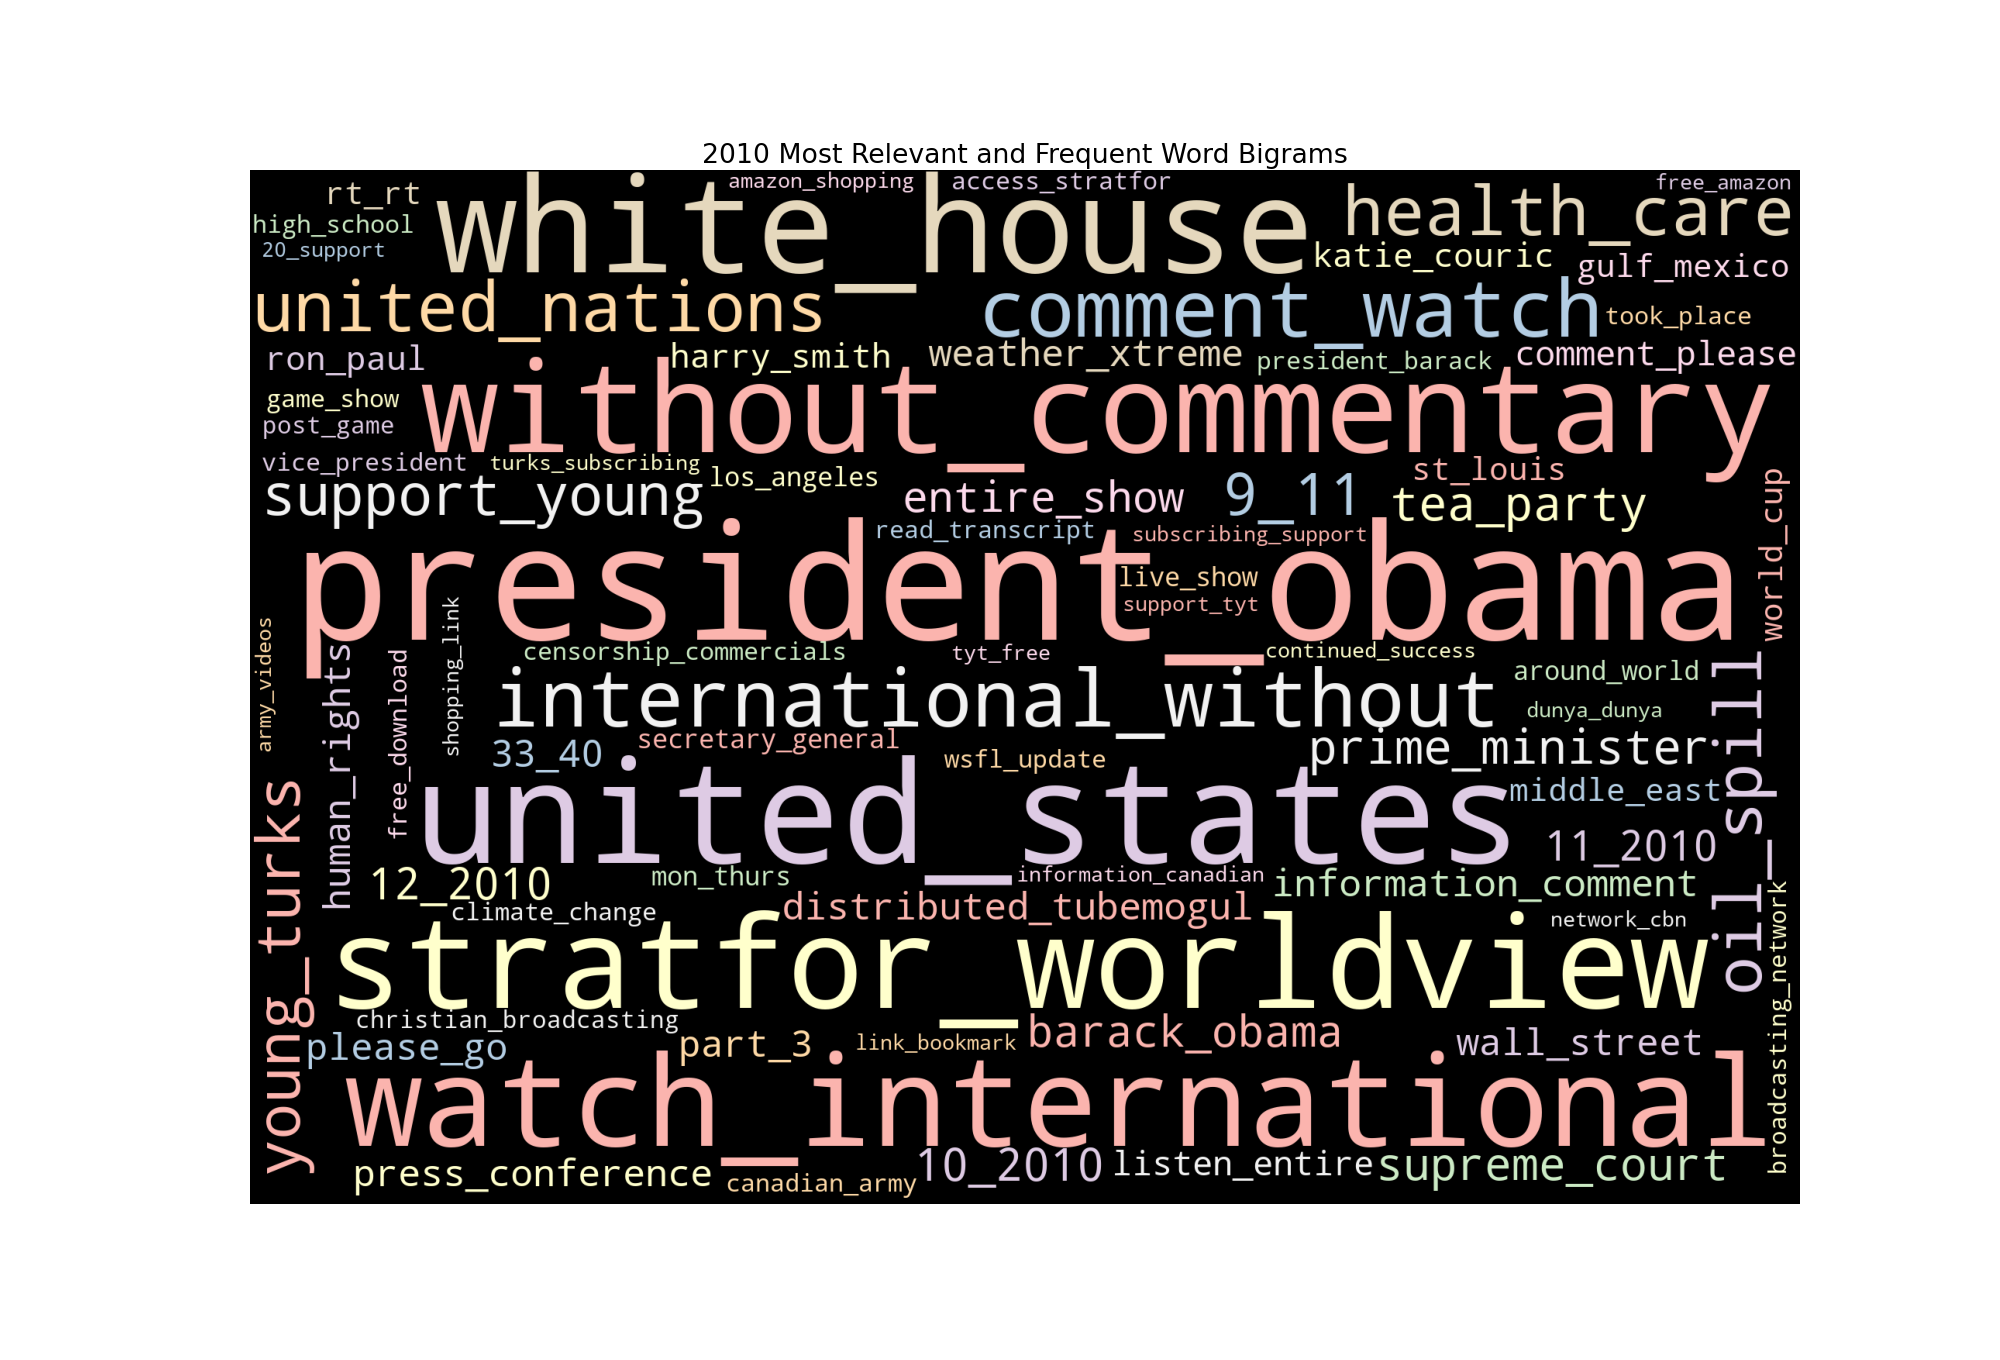 2010 Most Relevant and Frequent Word Bigrams
rt_rt
white_house
amazon_shopping
access_stratfor
health_care
free_amazon
high_school
20_support
katie_couric
gulf_mexico
united_nations
comment_watch
took_place
ron_paul
harry_smith
weather_xtreme
president_barack
comment_please
without_commentary
game_show
post_game
vice_president
turks_subscribing
los_angeles
support_young
entire_show
9_11
st_louis
tea_party
world_cup
read_transcript
subscribing_support
president_obama
live_show
support_tyt
army_videos
human_rights
free_download
shopping_link
censorship_commercials
tyt_free
continued_success
around_world
international_without
dunya_dunya
oil_spill
33_40
secretary_general
wsfl_update
prime_minister
united_states
middle_east
11_2010
young_turks
12_2010
mon_thurs
information_canadian
information_comment
climate_change
distributed_tubemogul
network_cbn
broadcasting_network
stratfor_worldview
christian_broadcasting
please_go
part_3
link_bookmark
barack_obama
wall_street
watch_international
press_conference
canadian_army
10_2010
listen_entire
supreme_court